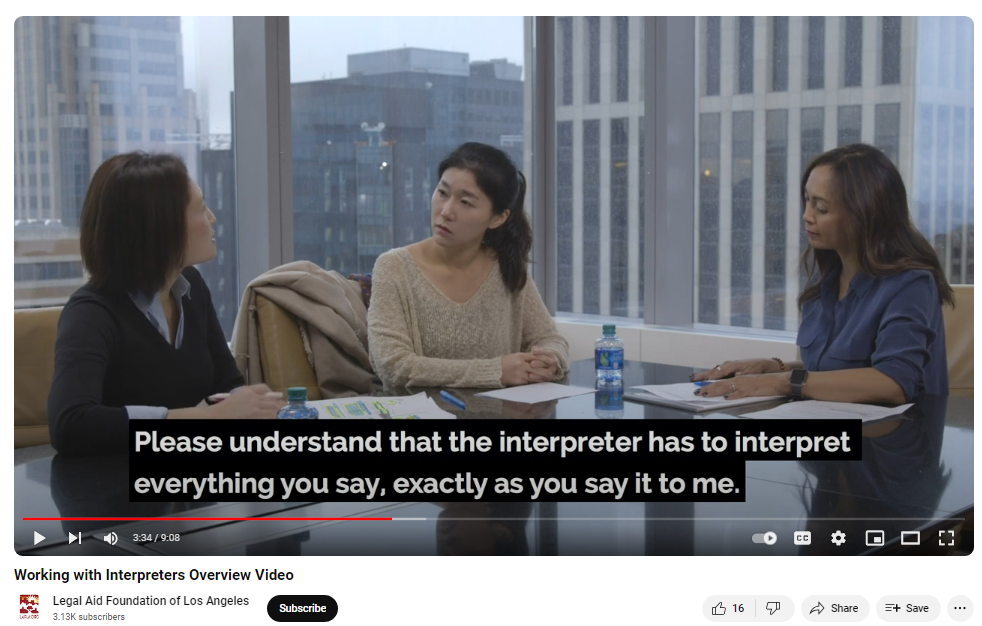 Please understand that the interpreter has to interpret
everything you say, exactly as you say it to me.
3:34 / 9:08
CC
Working with Interpreters Overview Video
Legal Aid Foundation of Los Angeles
3.13K subscribers
Subscribe
16
Share
Save